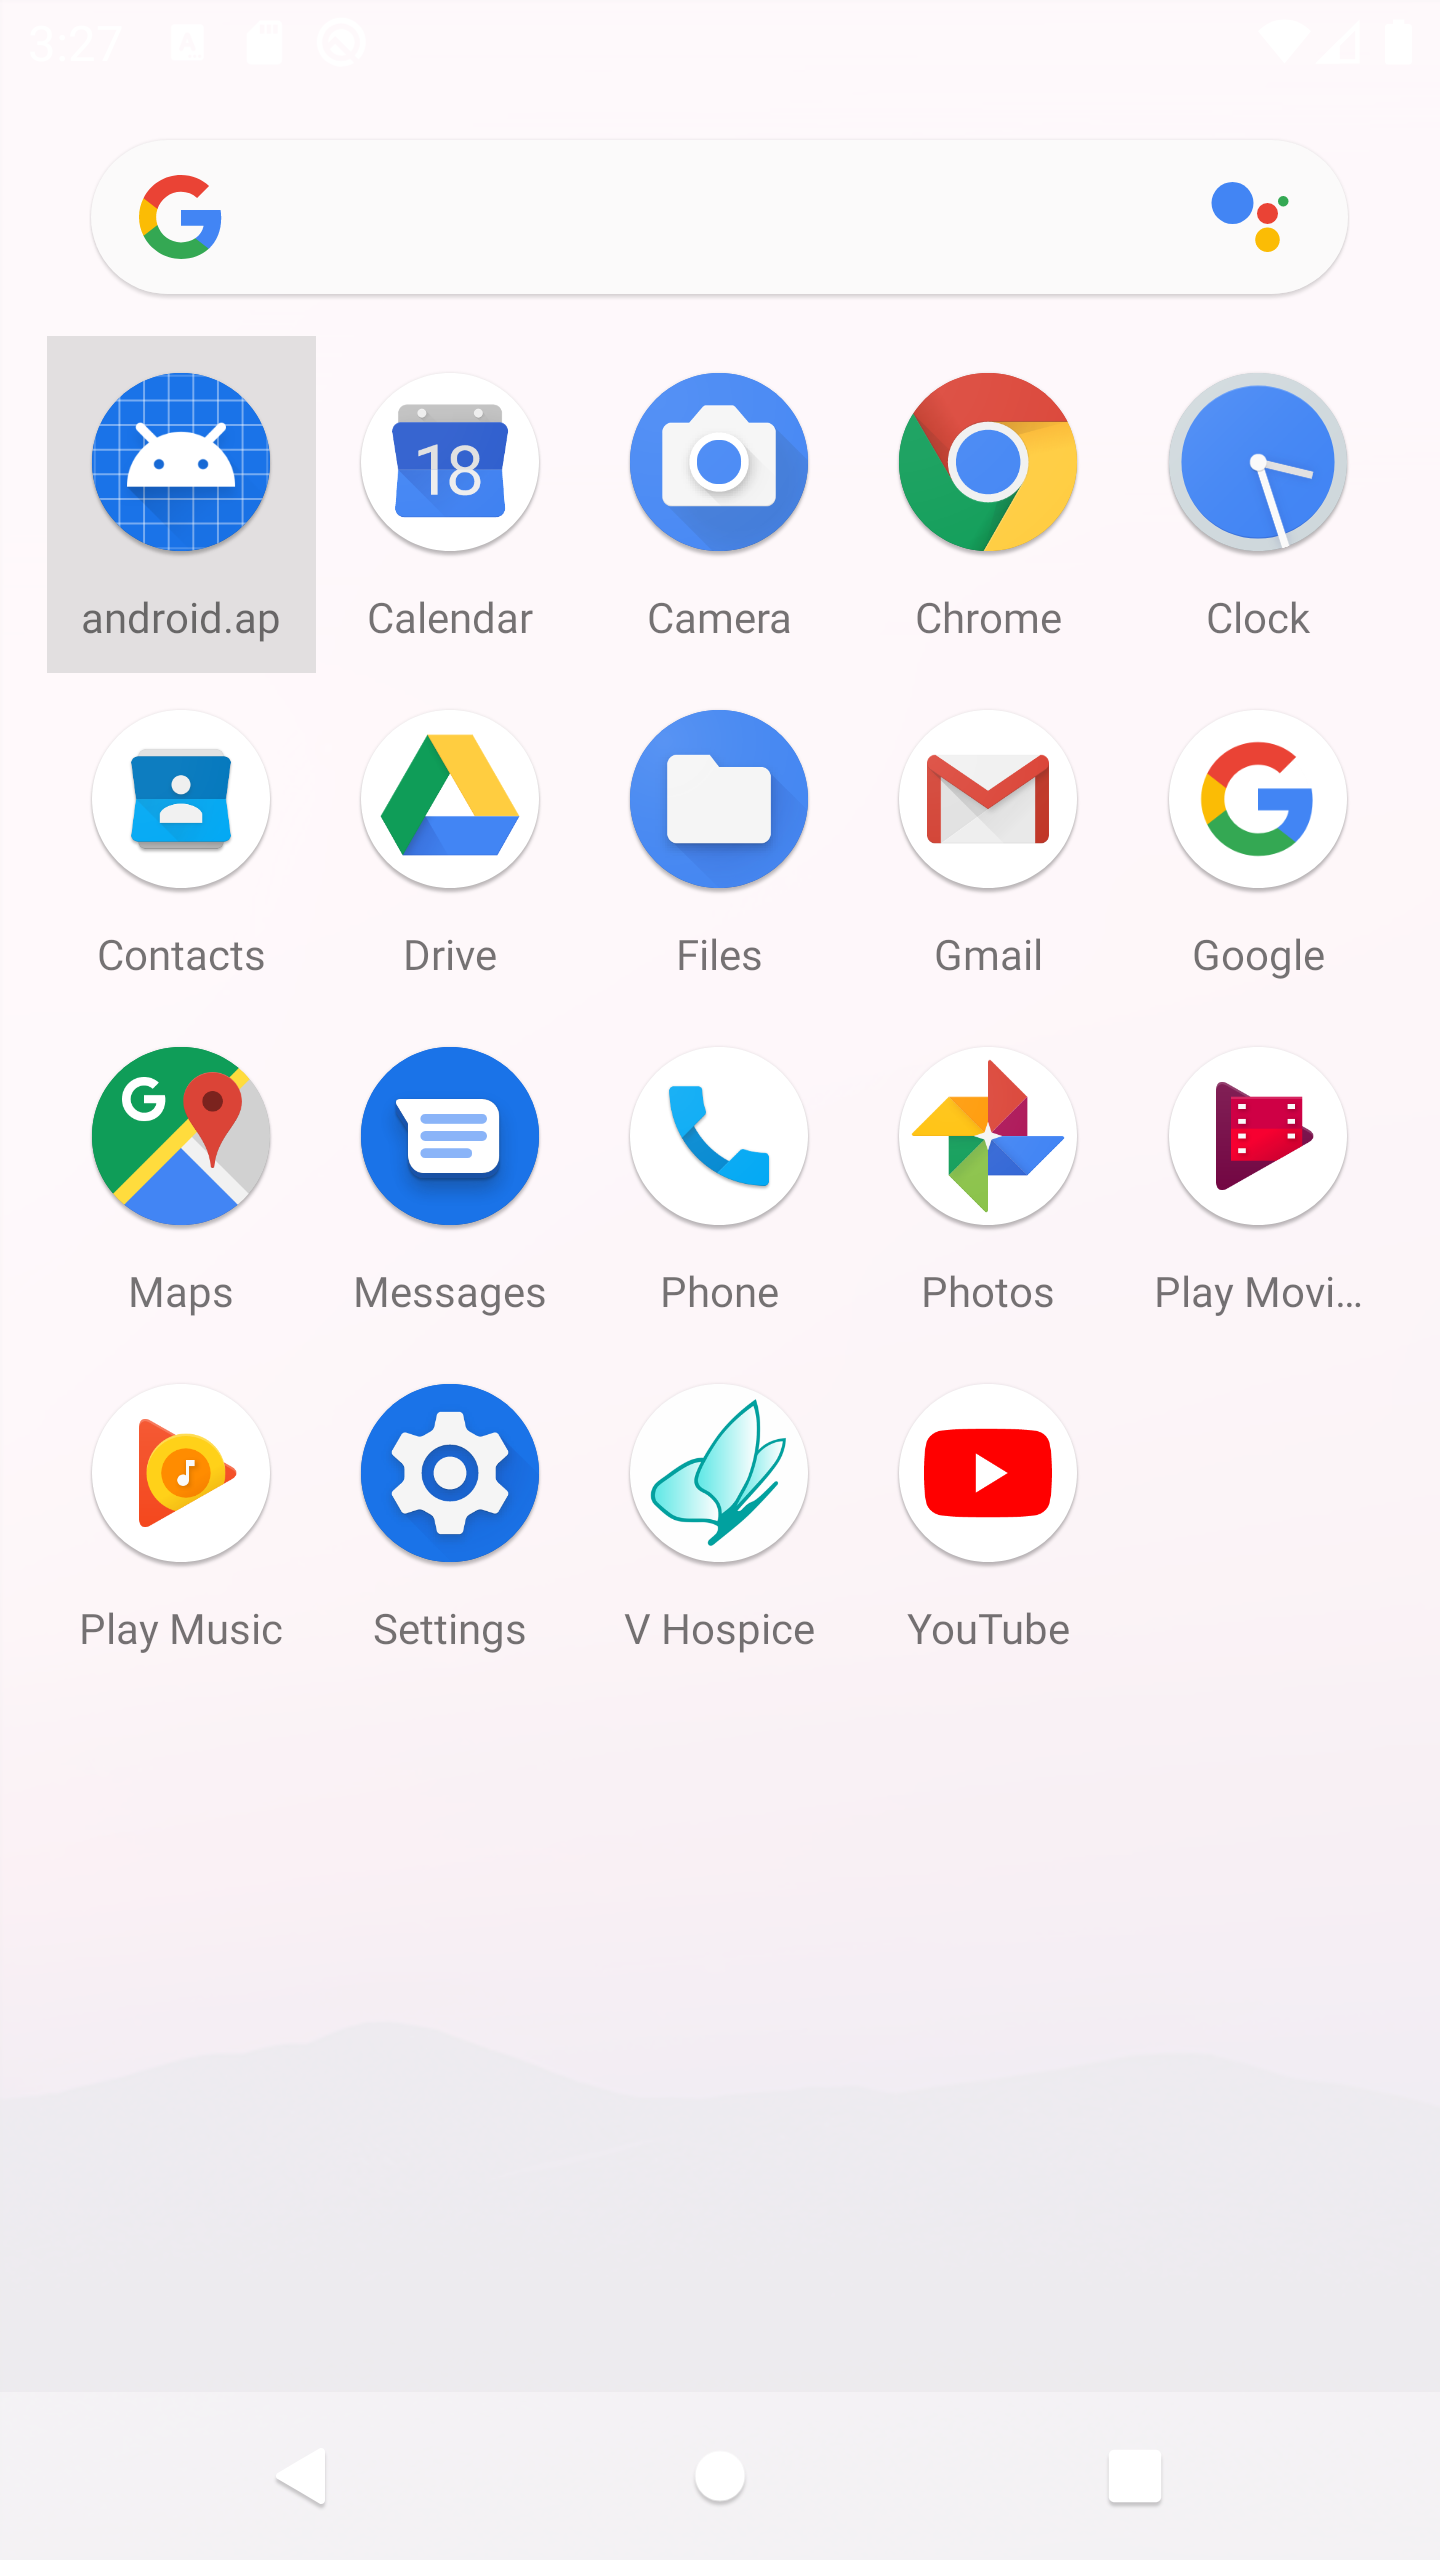 3:27
android.ap
Calendar
Camera
Chrome
Clock
18
Contacts
Drive
Files
Gmail
Google
Maps
Messages
Phone
Photos
Play Movi...
Play Music
Settings
V Hospice
YouTube